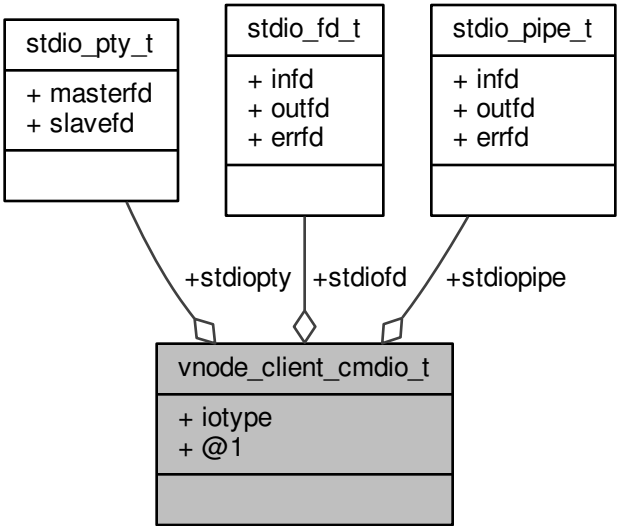 stdio_pty_t
+ masterfd
+ slavefd
stdio_fd_t
+ infd
+ outfd
+ errfd
stdio_pipe_t
+ infd
+ outfd
+ errfd
+stdiopty
+stdiofd
+stdiopipe
vnode_client_cmdio_t
+ iotype
+ @1